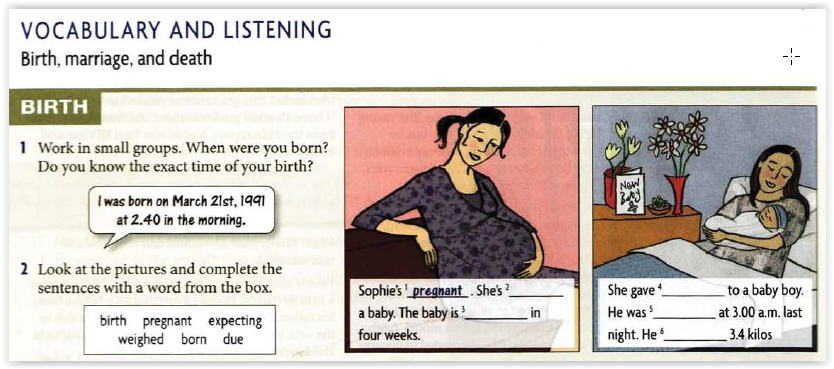 VOCABULARY AND LISTENING
Birth, marriage, and death
BIRTH
1 Work in small groups. When were you born?
Do you know the exact time of your birth?
I was born on March 21st, 1991
at 2.40 in the morning.
2 Look at the pictures and complete the
sentences with a word from the box.
birth pregnant expecting
weighed born due
Sophie's ¹ pregnant . She's ² ________
a baby. The baby is ³ ________ in
four weeks.
New
Baby
She gave ⁴ ________ to a baby boy.
He was ⁵ ________ at 3.00 a.m. last
night. He ⁶ ________ 3.4 kilos